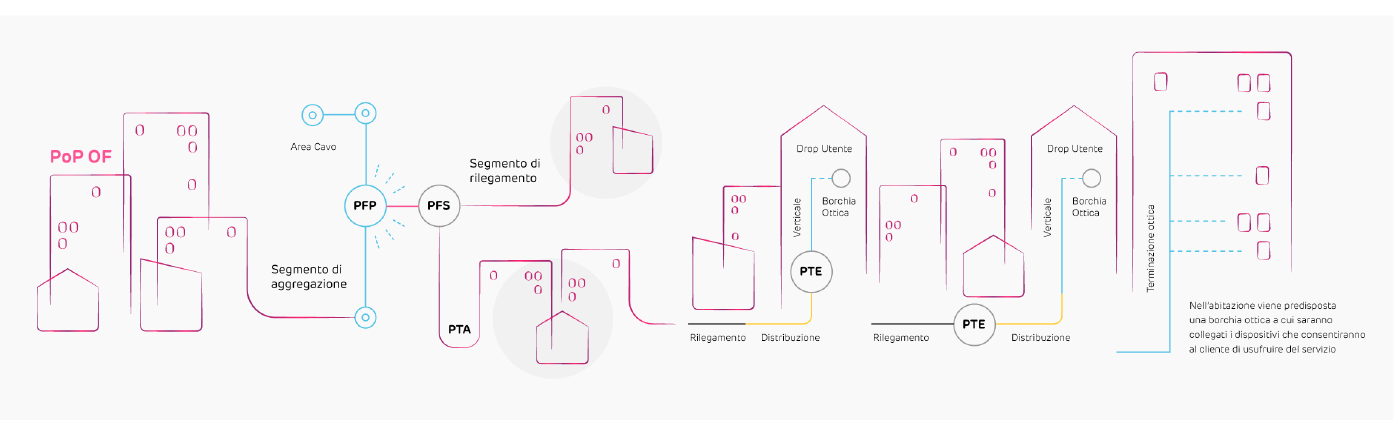 PoP OF
Segmento di
aggregazione
Area Cavo
PFP
PFS
Segmento di
rilegamento
PTA
Rilegamento
Distribuzione
PTE
Verticale
Drop Utente
Borchia
Ottica
Rilegamento
PTE
Distribuzione
Verticale
Drop Utente
Borchia
Ottica
Terminazione ottica
Nell'abitazione viene predisposta
una borchia ottica a cui saranno
collegati i dispositivi che consentiranno
al cliente di usufruire del servizio